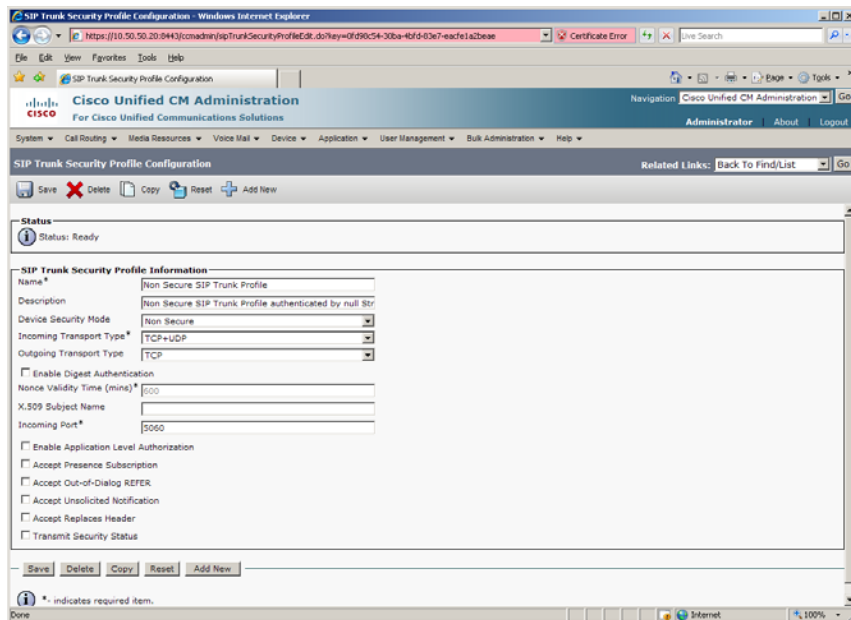 SIP Trunk Security Profile Configuration - Windows Internet Explorer
https://10.50.50.20:8443/ccmadmin/sipTrunkSecurityProfileEdit.do?key=0fd90c54-30ba-4bfd-83e7-eacfe1a2beae Certificate Error Live Search
File Edit View Favorites Tools Help
SIP Trunk Security Profile Configuration Page Tools
CISCO Cisco Unified CM Administration Navigation Cisco Unified CM Administration Go
For Cisco Unified Communications Solutions Administrator | About | Logout
System Call Routing Media Resources Voice Mail Device Application User Management Bulk Administration Help
SIP Trunk Security Profile Configuration Related Links: Back To Find/List Go
Save Delete Copy Reset Add New
Status
Status: Ready
SIP Trunk Security Profile Information
Name* Non Secure SIP Trunk Profile
Description Non Secure SIP Trunk Profile authenticated by null Str
Device Security Mode Non Secure
Incoming Transport Type* TCP+UDP
Outgoing Transport Type TCP
Enable Digest Authentication
Nonce Validity Time (mins)* 600
X.509 Subject Name
Incoming Port* 5060
Enable Application Level Authorization
Accept Presence Subscription
Accept Out-of-Dialog REFER
Accept Unsolicited Notification
Accept Replaces Header
Transmit Security Status
Save Delete Copy Reset Add New
*- indicates required item.
Done Internet 100%